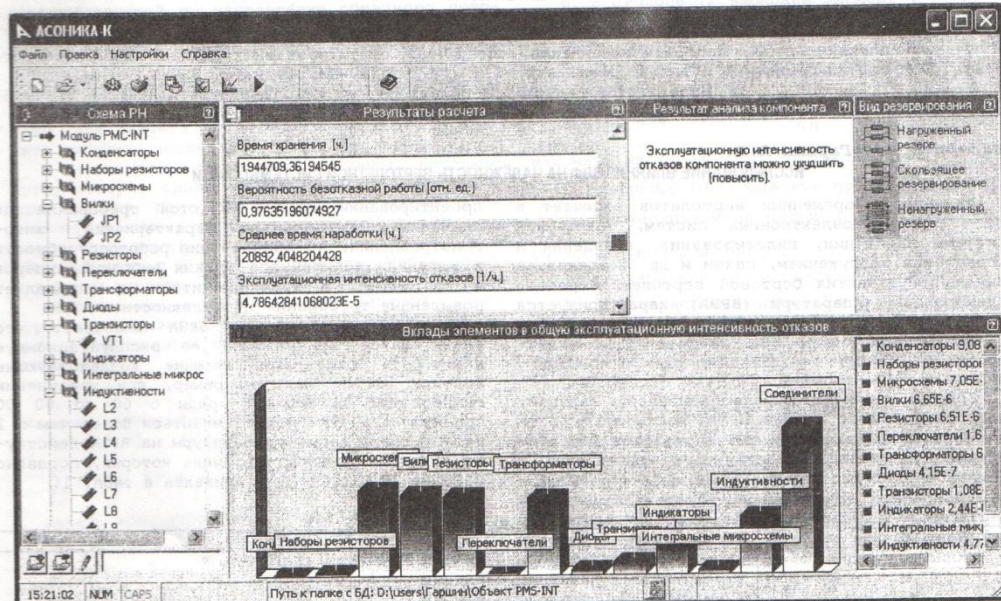 АСОНИКА-К
Файл Правка Настройки Справка
Схема РН
Модуль PMC-INT
Конденсаторы
Наборы резисторов
Микросхемы
Вилки
JP1
JP2
Резисторы
Переключатели
Трансформаторы
Диоды
Транзисторы
VT1
Индикаторы
Интегральные микрос
Индуктивности
L2
L3
L4
L5
L6
L7
L8
L9
Результаты расчета
Время хранения [ч.]
1944709,36194545
Вероятность безотказной работы [отн. ед.]
0,97635196074927
Среднее время наработки [ч.]
20892,4048204428
Эксплуатационная интенсивность отказов [1/ч.]
4,78642841068023E-5
Результат анализа компонента
Эксплуатационную интенсивность
отказов компонента можно ухудшить
(повысить).
Вид резервирования
Нагруженный
резерв
Скользящее
резервирование
Ненагруженный
резерв
Вклады элементов в общую эксплуатационную интенсивность отказов
Соединители
Микросхемы
Вилки
Резисторы
Трансформаторы
Индуктивности
Индикаторы
Транзисторы
Кон
Наборы резисторов
Переключатели
Диоды
Интегральные микросхемы
Конденсаторы 9,08
Наборы резисторов
Микросхемы 7,05E-
Вилки 6,65E-6
Резисторы 6,51E-6
Переключатели 1,6
Трансформаторы 6
Диоды 4,15E-7
Транзисторы 1,08E
Индикаторы 2,44E-
Интегральные микр
Индуктивности 4,77
15:21:02 NUM CAPS
Путь к папке с БД: D:\users\Гаршин\Объект PMS-INT